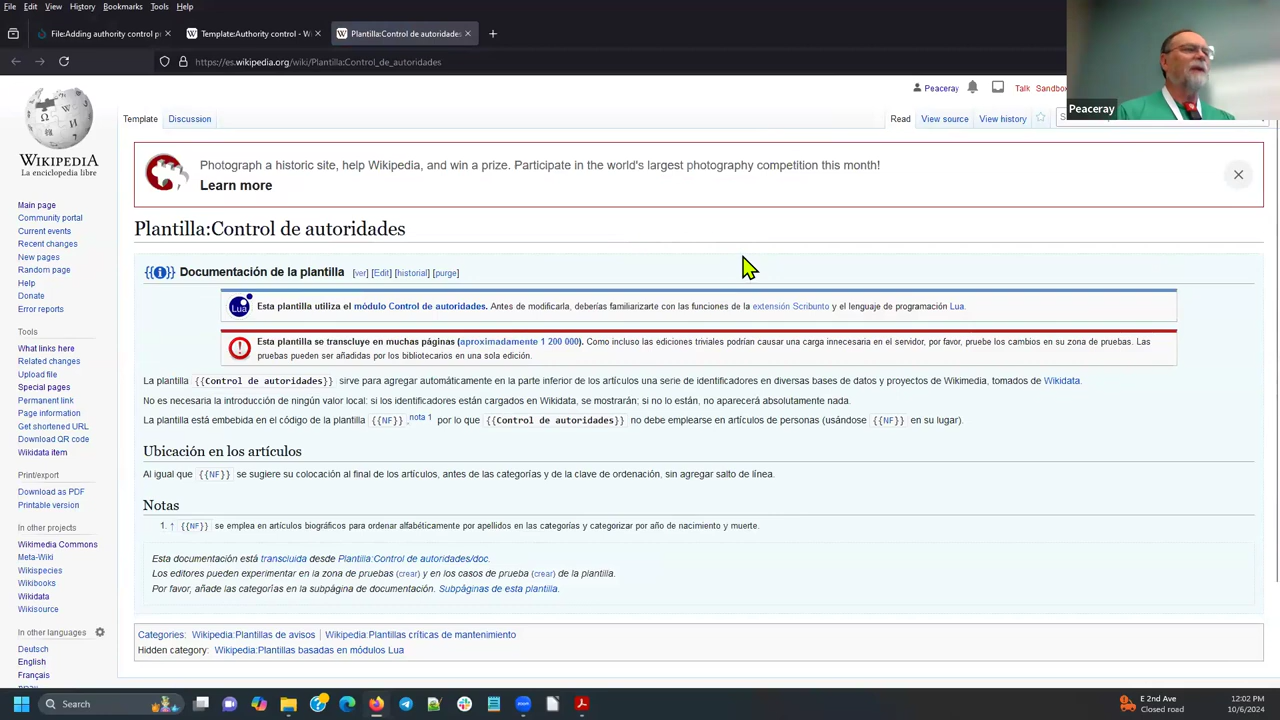 File Edit View History Bookmarks Tools Help
File:Adding authority control p
Template:Authority control - W
Plantilla:Control de autoridades
https://es.wikipedia.org/wiki/Plantilla:Control_de_autoridades
Peaceray
Peaceray Talk Sandbo
Template Discussion
Read View source View history
WIKIPEDIA
La enciclopedia libre
Photograph a historic site, help Wikipedia, and win a prize. Participate in the world's largest photography competition this month!
Learn more
Plantilla:Control de autoridades
{{i}} Documentación de la plantilla [ver] [Edit] [historial] [purge]
Lua Esta plantilla utiliza el módulo Control de autoridades. Antes de modificarla, deberías familiarizarte con las funciones de la extensión Scribunto y el lenguaje de programación Lua.
Esta plantilla se transcluye en muchas páginas (aproximadamente 1 200 000). Como incluso las ediciones triviales podrían causar una carga innecesaria en el servidor, por favor, pruebe los cambios en su zona de pruebas. Las
pruebas pueden ser añadidas por los bibliotecarios en una sola edición.
La plantilla {{Control de autoridades}} sirve para agregar automáticamente en la parte inferior de los artículos una serie de identificadores en diversas bases de datos y proyectos de Wikimedia, tomados de Wikidata.
No es necesaria la introducción de ningún valor local: si los identificadores están cargados en Wikidata, se mostrarán; si no lo están, no aparecerá absolutamente nada.
La plantilla está embebida en el código de la plantilla {{NF}},nota 1 por lo que {{Control de autoridades}} no debe emplearse en artículos de personas (usándose {{NF}} en su lugar).
Ubicación en los artículos
Al igual que {{NF}} se sugiere su colocación al final de los artículos, antes de las categorías y de la clave de ordenación, sin agregar salto de línea.
Notas
1. ↑ {{NF}} se emplea en artículos biográficos para ordenar alfabéticamente por apellidos en las categorías y categorizar por año de nacimiento y muerte.
Esta documentación está transcluida desde Plantilla:Control de autoridades/doc.
Los editores pueden experimentar en la zona de pruebas (crear) y en los casos de prueba (crear) de la plantilla.
Por favor, añade las categorías en la subpágina de documentación. Subpáginas de esta plantilla.
Categories: Wikipedia:Plantillas de avisos | Wikipedia:Plantillas críticas de mantenimiento
Hidden category: Wikipedia:Plantillas basadas en módulos Lua
Main page
Community portal
Current events
Recent changes
New pages
Random page
Help
Donate
Error reports
Tools
What links here
Related changes
Upload file
Special pages
Permanent link
Page information
Get shortened URL
Download QR code
Wikidata item
Print/export
Download as PDF
Printable version
In other projects
Wikimedia Commons
Meta-Wiki
Wikispecies
Wikibooks
Wikidata
Wikisource
In other languages
Deutsch
English
Français
Search
E 2nd Ave
Closed road
12:02 PM
10/6/2024